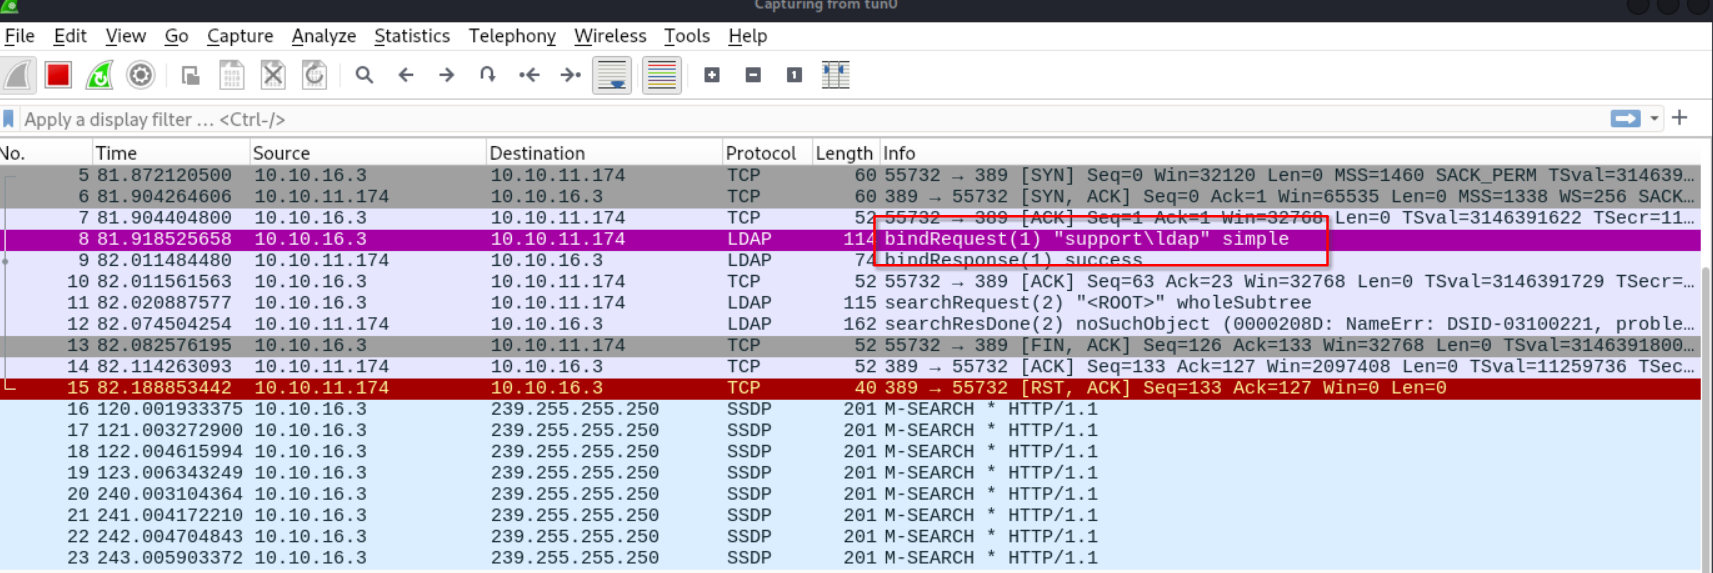 Capturing from tun0
File Edit View Go Capture Analyze Statistics Telephony Wireless Tools Help
Apply a display filter … <Ctrl-/>
No. Time Source Destination Protocol Length Info
5 81.872120500 10.10.16.3 10.10.11.174 TCP 60 55732 → 389 [SYN] Seq=0 Win=32120 Len=0 MSS=1460 SACK_PERM TSval=314639…
6 81.904264606 10.10.11.174 10.10.16.3 TCP 60 389 → 55732 [SYN, ACK] Seq=0 Ack=1 Win=65535 Len=0 MSS=1338 WS=256 SACK…
7 81.904404800 10.10.16.3 10.10.11.174 TCP 52 55732 → 389 [ACK] Seq=1 Ack=1 Win=32768 Len=0 TSval=3146391622 TSecr=11…
8 81.918525658 10.10.16.3 10.10.11.174 LDAP 114 bindRequest(1) "support\ldap" simple
9 82.011484480 10.10.11.174 10.10.16.3 LDAP 74 bindResponse(1) success
10 82.011561563 10.10.16.3 10.10.11.174 TCP 52 55732 → 389 [ACK] Seq=63 Ack=23 Win=32768 Len=0 TSval=3146391729 TSecr=…
11 82.020887577 10.10.16.3 10.10.11.174 LDAP 115 searchRequest(2) "<ROOT>" wholeSubtree
12 82.074504254 10.10.11.174 10.10.16.3 LDAP 162 searchResDone(2) noSuchObject (0000208D: NameErr: DSID-03100221, proble…
13 82.082576195 10.10.16.3 10.10.11.174 TCP 52 55732 → 389 [FIN, ACK] Seq=126 Ack=133 Win=32768 Len=0 TSval=3146391800…
14 82.114263093 10.10.11.174 10.10.16.3 TCP 52 389 → 55732 [ACK] Seq=133 Ack=127 Win=2097408 Len=0 TSval=11259736 TSec…
15 82.188853442 10.10.11.174 10.10.16.3 TCP 40 389 → 55732 [RST, ACK] Seq=133 Ack=127 Win=0 Len=0
16 120.001933375 10.10.16.3 239.255.255.250 SSDP 201 M-SEARCH * HTTP/1.1
17 121.003272900 10.10.16.3 239.255.255.250 SSDP 201 M-SEARCH * HTTP/1.1
18 122.004615994 10.10.16.3 239.255.255.250 SSDP 201 M-SEARCH * HTTP/1.1
19 123.006343249 10.10.16.3 239.255.255.250 SSDP 201 M-SEARCH * HTTP/1.1
20 240.003104364 10.10.16.3 239.255.255.250 SSDP 201 M-SEARCH * HTTP/1.1
21 241.004172210 10.10.16.3 239.255.255.250 SSDP 201 M-SEARCH * HTTP/1.1
22 242.004704843 10.10.16.3 239.255.255.250 SSDP 201 M-SEARCH * HTTP/1.1
23 243.005903372 10.10.16.3 239.255.255.250 SSDP 201 M-SEARCH * HTTP/1.1